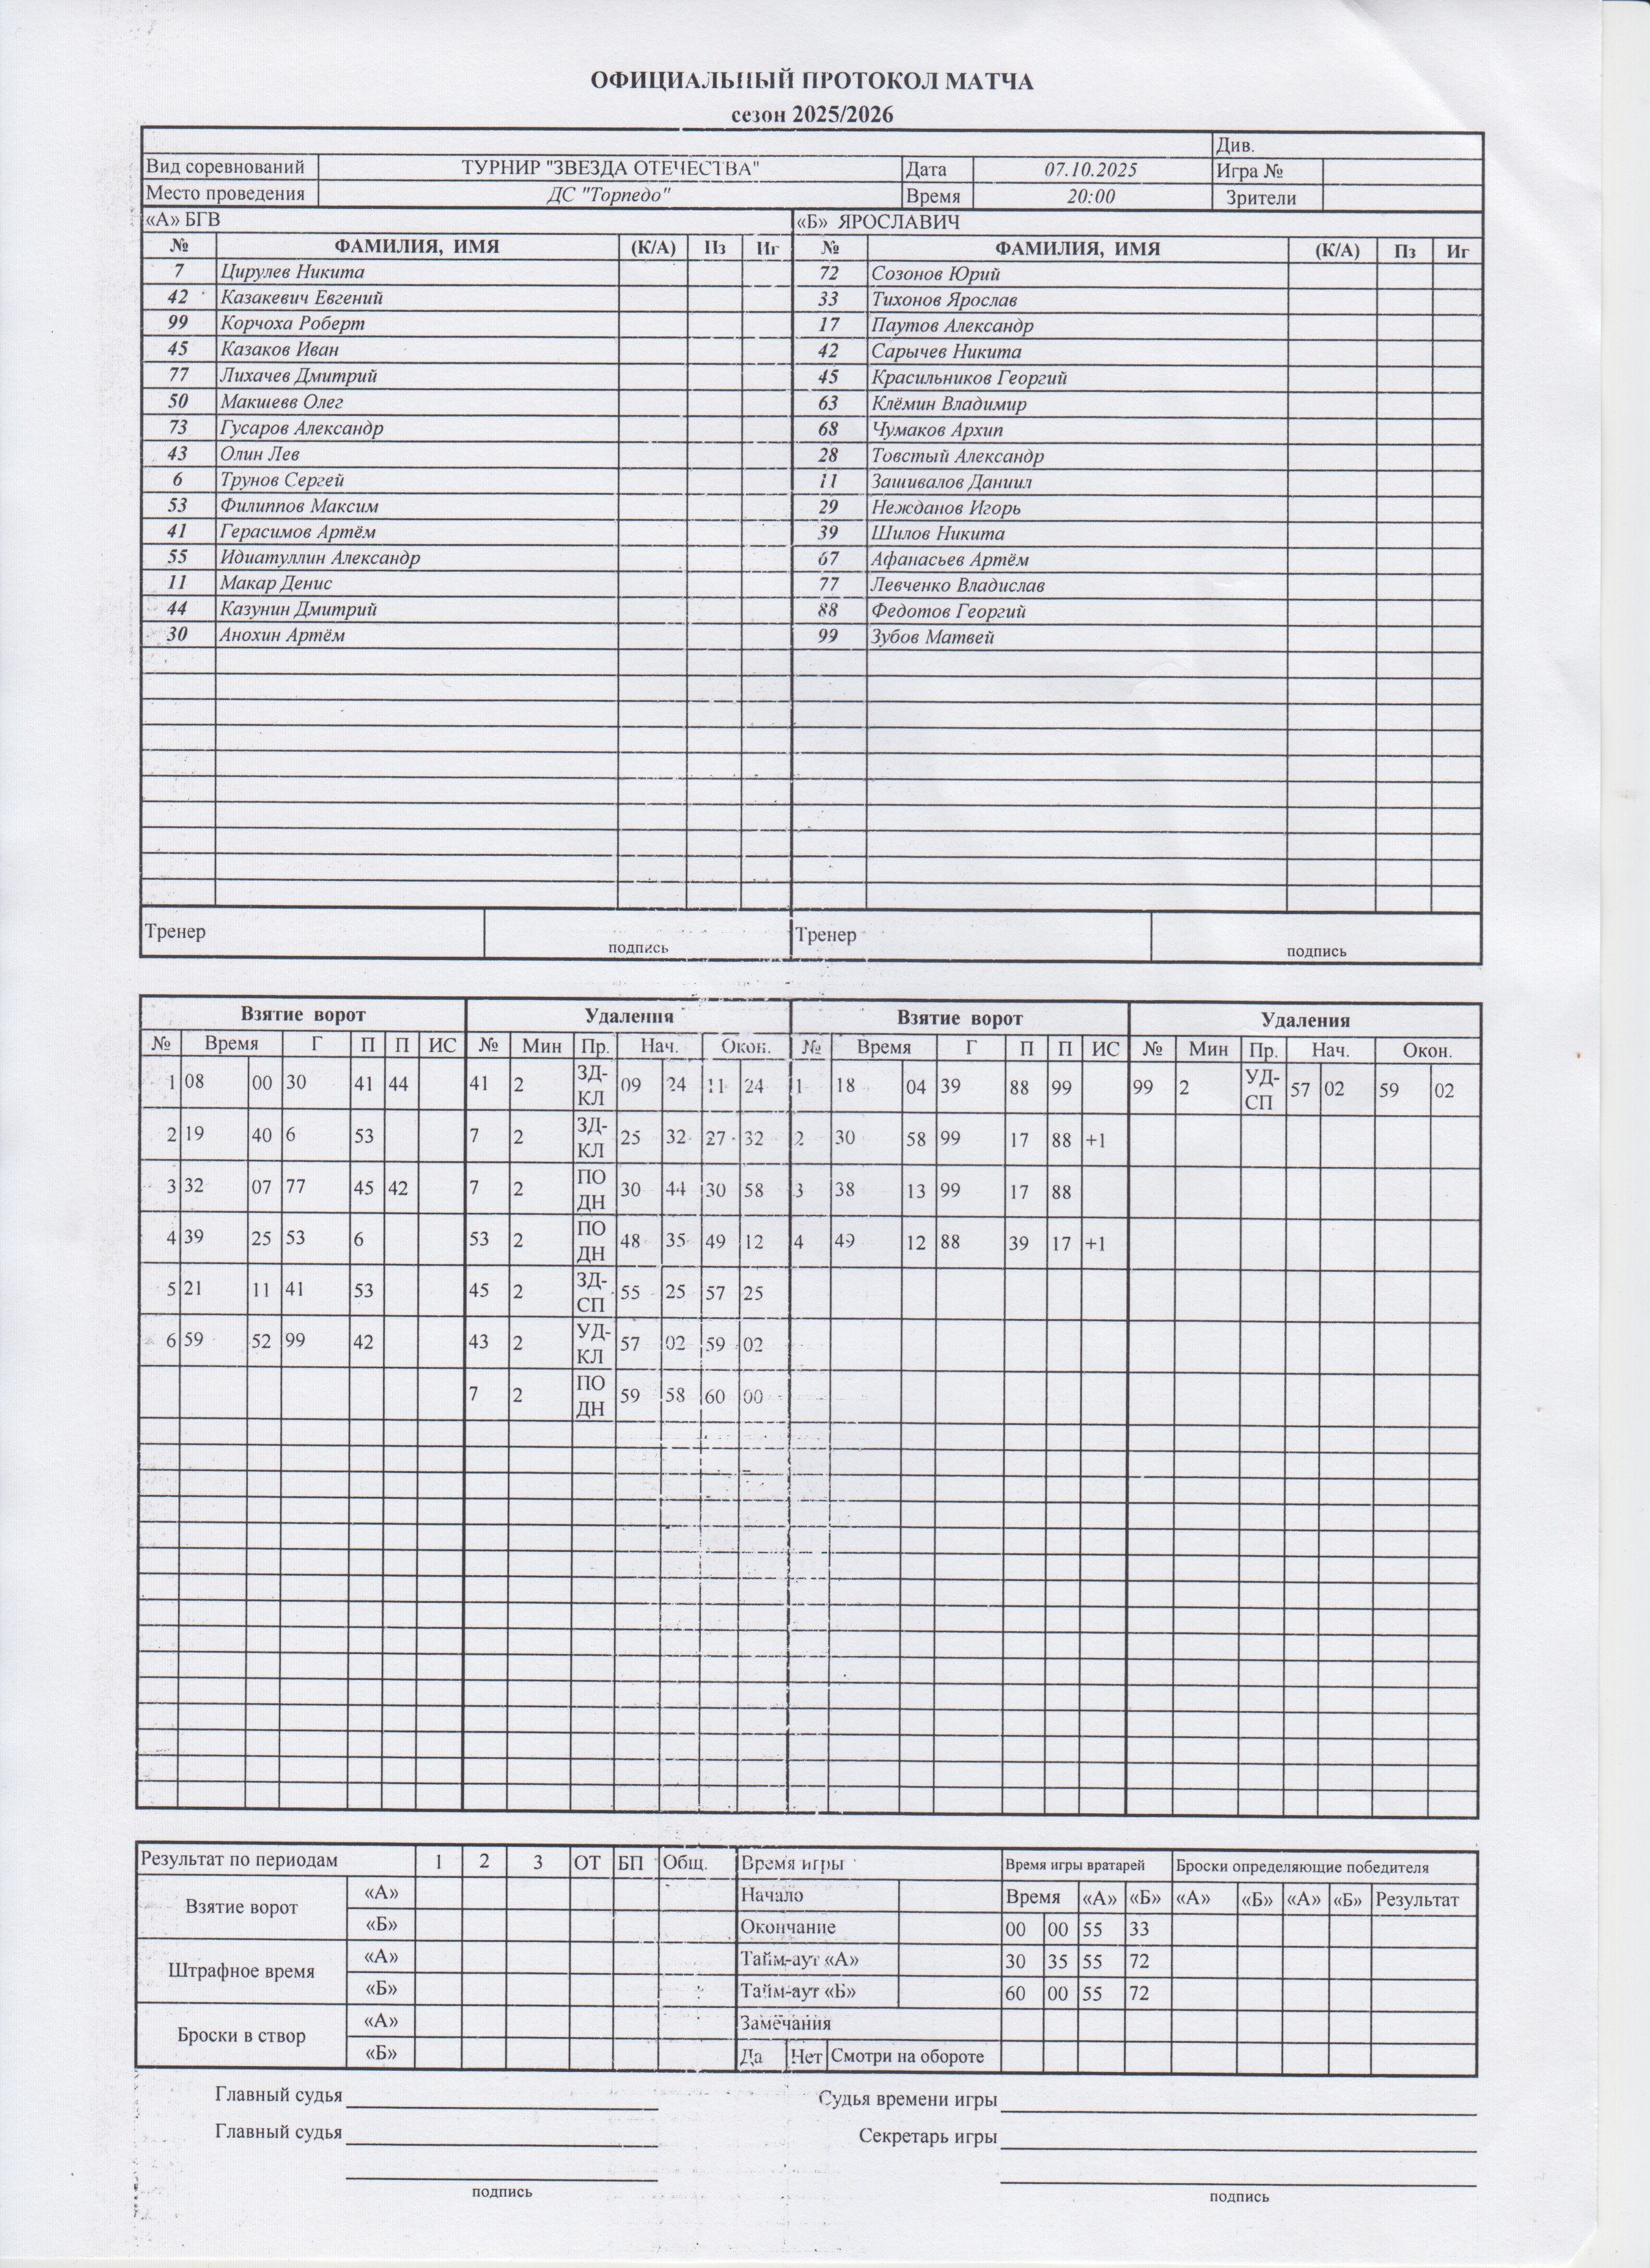 ОФИЦИАЛЬНЫЙ ПРОТОКОЛ МАТЧА
сезон 2025/2026
Див.
Вид соревнований ТУРНИР "ЗВЕЗДА ОТЕЧЕСТВА" Дата 07.10.2025 Игра №
Место проведения ДС "Торпедо" Время 20:00 Зрители
«А» БГВ «Б» ЯРОСЛАВИЧ
№ ФАМИЛИЯ, ИМЯ (К/А) Пз Иг № ФАМИЛИЯ, ИМЯ (К/А) Пз Иг
7 Цирулев Никита 72 Созонов Юрий
42 Казакевич Евгений 33 Тихонов Ярослав
99 Корчоха Роберт 17 Паутов Александр
45 Казаков Иван 42 Сарычев Никита
77 Лихачев Дмитрий 45 Красильников Георгий
50 Макшевв Олег 63 Клёмин Владимир
73 Гусаров Александр 68 Чумаков Архип
43 Олин Лев 28 Товстый Александр
6 Трунов Сергей 11 Зашивалов Даниил
53 Филиппов Максим 29 Нежданов Игорь
41 Герасимов Артём 39 Шилов Никита
55 Идиатуллин Александр 67 Афанасьев Артём
11 Макар Денис 77 Левченко Владислав
44 Казунин Дмитрий 88 Федотов Георгий
30 Анохин Артём 99 Зубов Матвей
Тренер подпись Тренер подпись
Взятие ворот Удаления Взятие ворот Удаления
№ Время Г П П ИС № Мин Пр. Нач. Окон. № Время Г П П ИС № Мин Пр. Нач. Окон.
1 08 00 30 41 44 41 2 ЗД-КЛ 09 24 11 24 1 18 04 39 88 99 99 2 УД-СП 57 02 59 02
2 19 40 6 53 7 2 ЗД-КЛ 25 32 27 32 2 30 58 99 17 88 +1
3 32 07 77 45 42 7 2 ПОДН 30 44 30 58 3 38 13 99 17 88
4 39 25 53 6 53 2 ПОДН 48 35 49 12 4 49 12 88 39 17 +1
5 21 11 41 53 45 2 ЗД-СП 55 25 57 25
6 59 52 99 42 43 2 УД-КЛ 57 02 59 02
7 2 ПОДН 59 58 60 00
Результат по периодам 1 2 3 ОТ БП Общ. Время игры Время игры вратарей Броски определяющие победителя
Взятие ворот «А» Начало Время «А» «Б» «А» «Б» «А» «Б» Результат
«Б» Окончание 00 00 55 33
Штрафное время «А» Тайм-аут «А» 30 35 55 72
«Б» Тайм-аут «Б» 60 00 55 72
Броски в створ «А» Замечания
«Б» Да Нет Смотри на обороте
Главный судья Судья времени игры
Главный судья Секретарь игры
подпись подпись